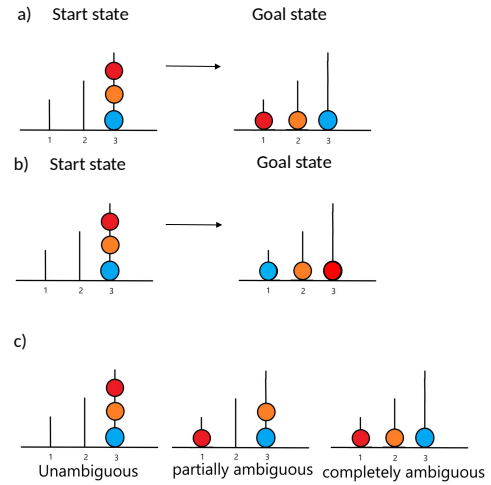 a) Start state Goal state
1 2 3 1 2 3
b) Start state Goal state
1 2 3 1 2 3
c)
1 2 3 1 2 3 1 2 3
Unambiguous partially ambiguous completely ambiguous